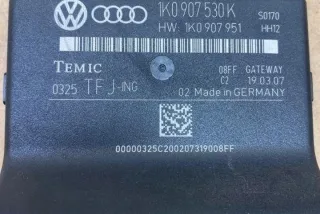 1K0 907 530 K S0170
HW: 1K0 907 951 HH12
TEMIC 08FF GATEWAY
C2 19.03.07
0325 TFJ-ING 02 Made in GERMANY
00000325C200207319008FF